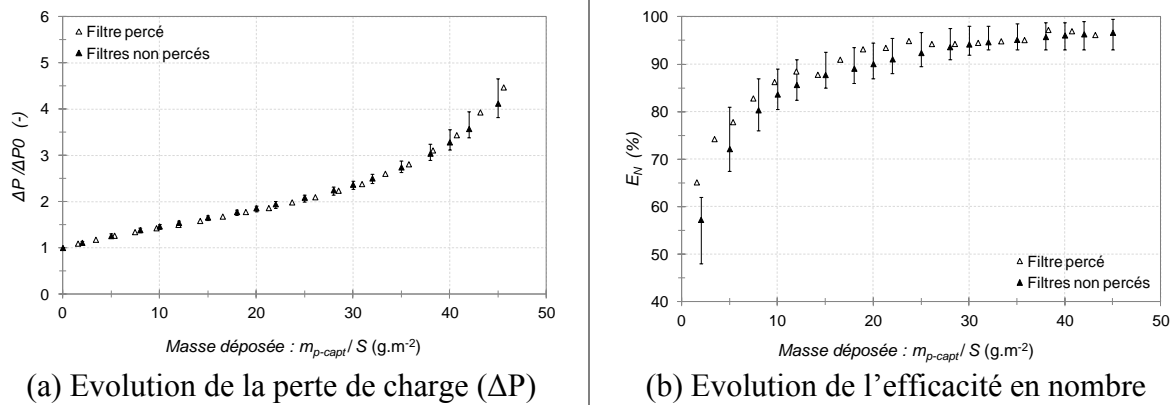 △ Filtre percé
▲ Filtres non percés
6
5
4
3
2
1
0
ΔP /ΔP0 (-)
0 10 20 30 40 50
Masse déposée : mp-capt/ S (g.m-2)
(a) Evolution de la perte de charge (ΔP)
100
90
80
70
60
50
40
EN (%)
△ Filtre percé
▲ Filtres non percés
0 10 20 30 40 50
Masse déposée : mp-capt/ S (g.m-2)
(b) Evolution de l’efficacité en nombre